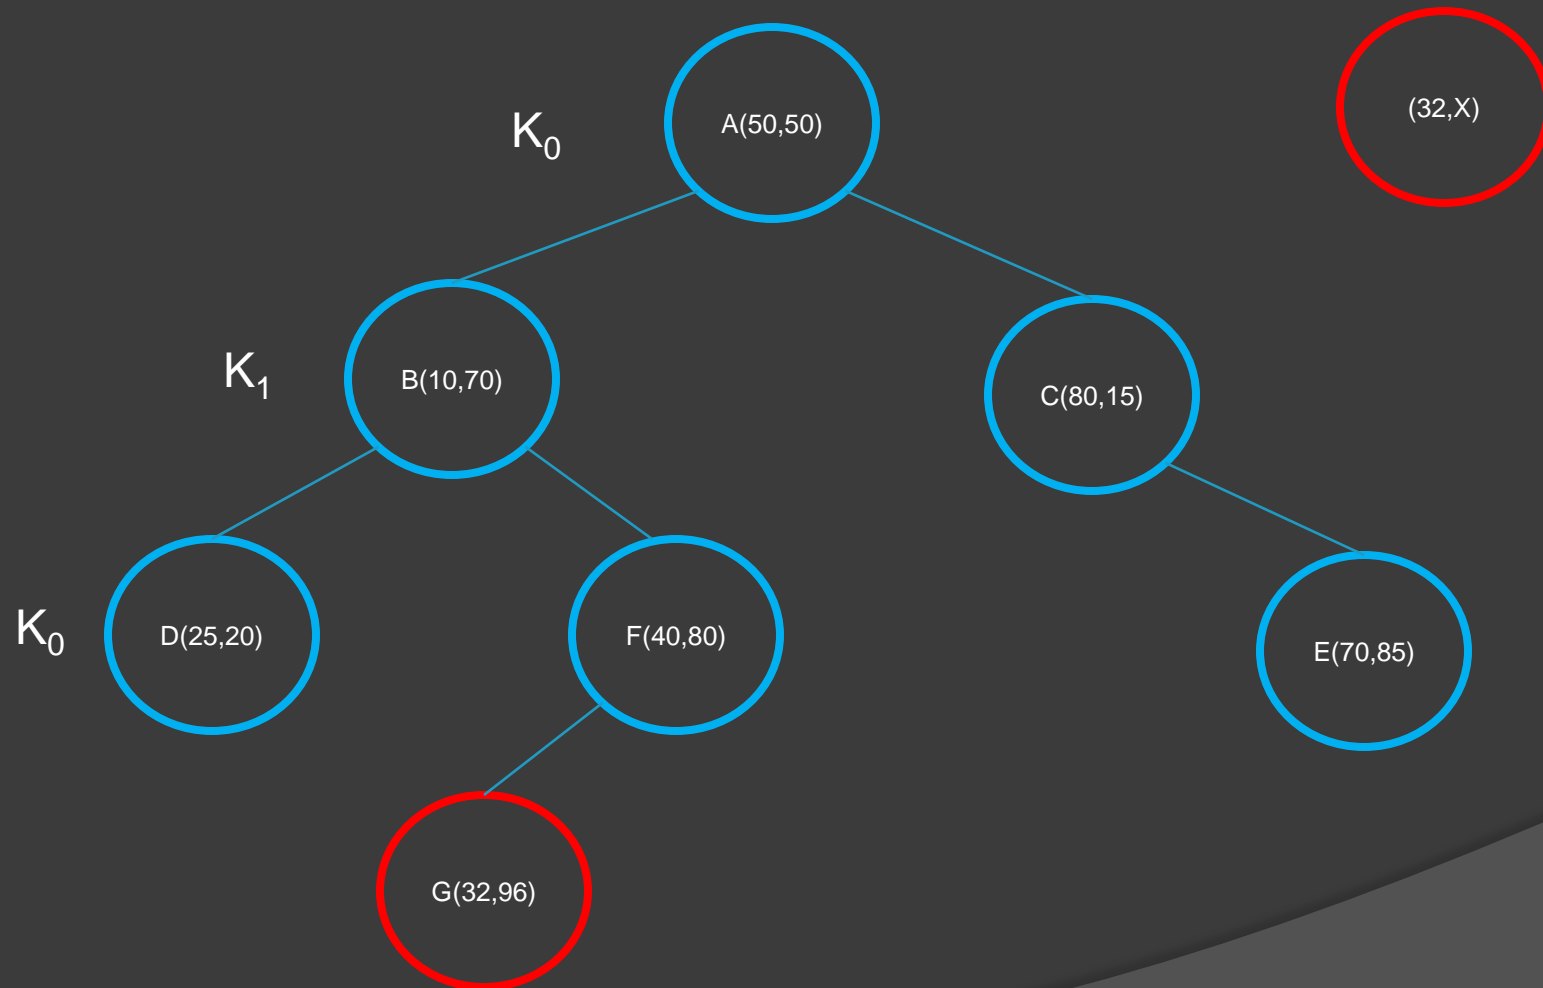 A(50,50)
(32,X)
K₀
B(10,70)
K₁
C(80,15)
D(25,20)
F(40,80)
K₀
E(70,85)
G(32,96)